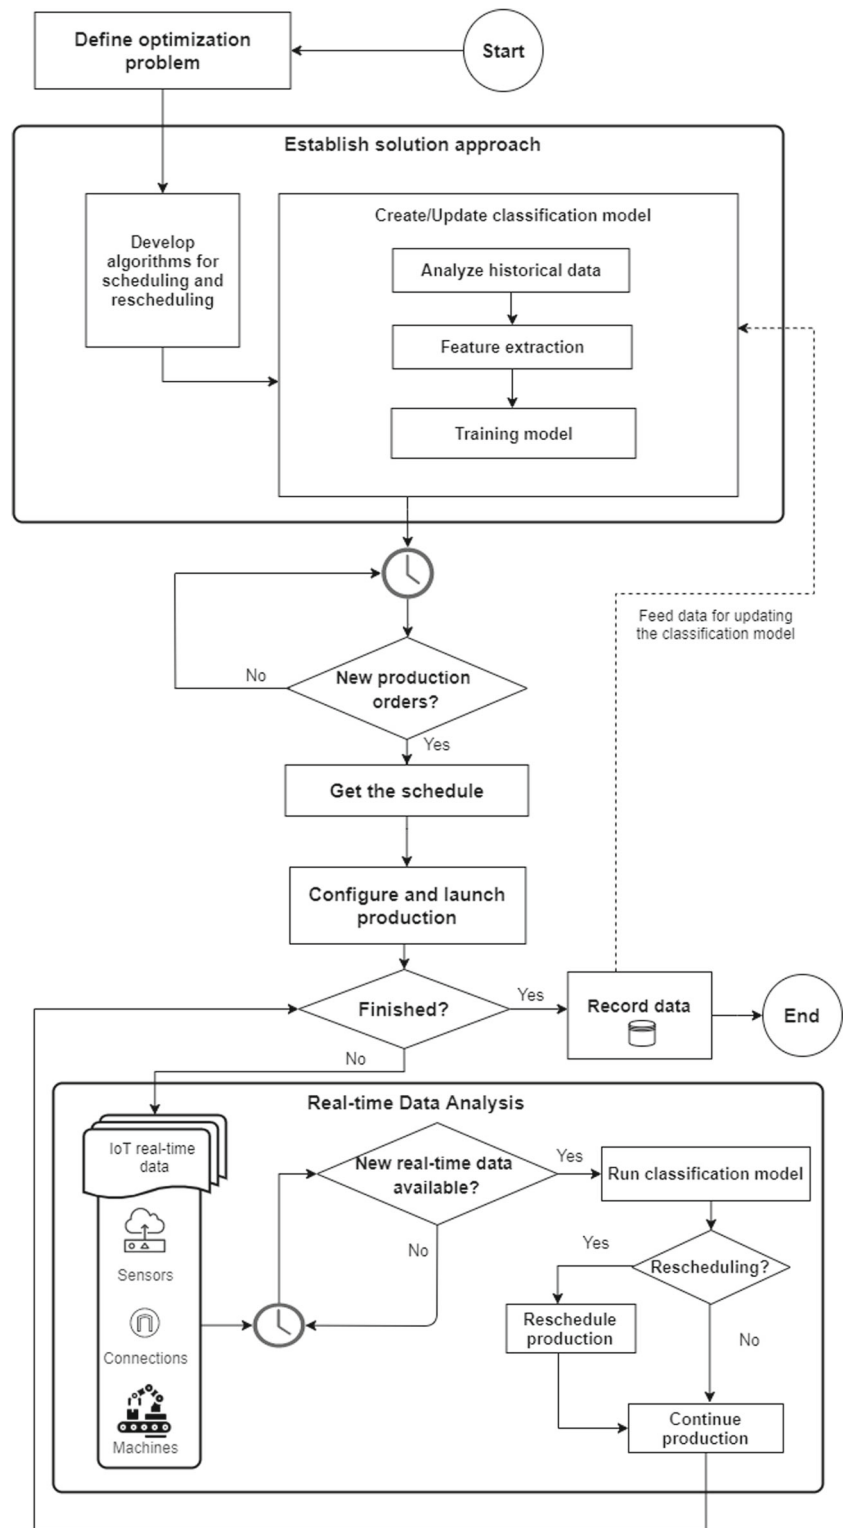 Define optimization
problem
Start
Establish solution approach
Develop
algorithms for
scheduling and
rescheduling
Create/Update classification model
Analyze historical data
Feature extraction
Training model
Feed data for updating
the classification model
No
New production
orders?
Yes
Get the schedule
Configure and launch
production
Finished?
Yes
Record data
End
No
Real-time Data Analysis
IoT real-time
data
New real-time data
available?
Yes
Run classification model
No
Yes
Rescheduling?
Sensors
Reschedule
production
No
Connections
Continue
production
Machines